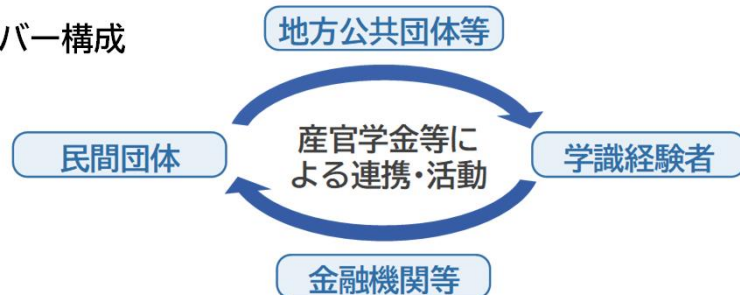 バー構成
地方公共団体等
民間団体
産官学金等に
よる連携・活動
学識経験者
金融機関等